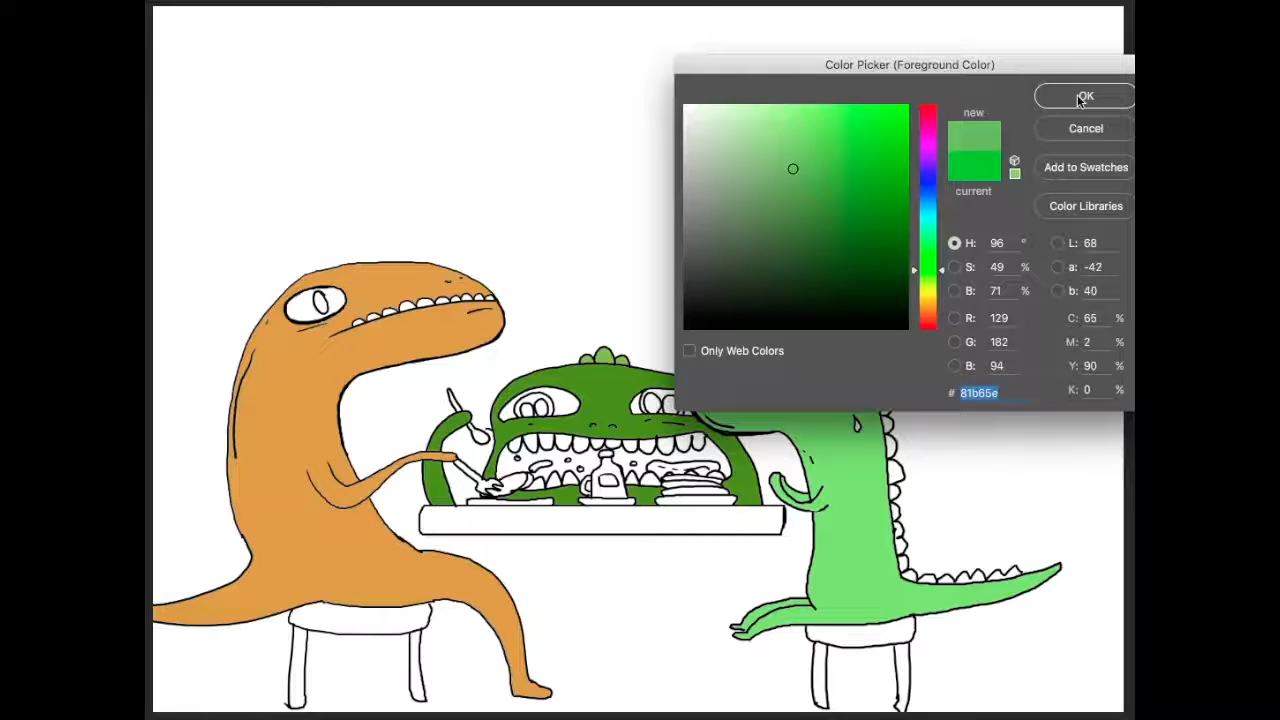 Color Picker (Foreground Color)
new
current
OK
Cancel
Add to Swatches
Color Libraries
H: 96 °
S: 49 %
B: 71 %
R: 129
G: 182
B: 94
# 81b65e
L: 68
a: -42
b: 40
C: 65 %
M: 2 %
Y: 90 %
K: 0 %
Only Web Colors